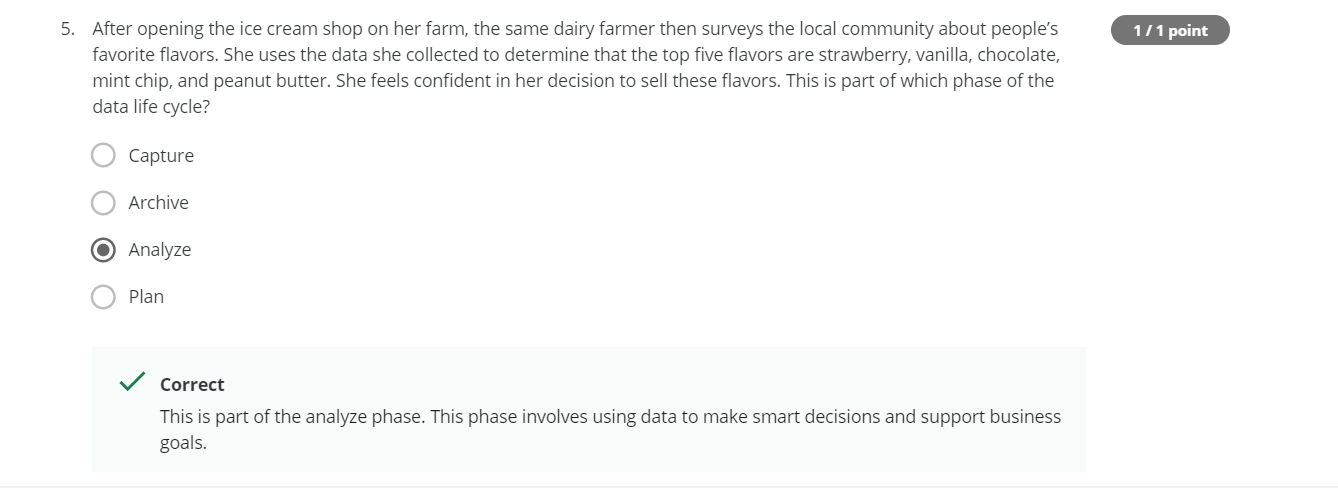 5. After opening the ice cream shop on her farm, the same dairy farmer then surveys the local community about people's
1 / 1 point
favorite flavors. She uses the data she collected to determine that the top five flavors are strawberry, vanilla, chocolate,
mint chip, and peanut butter. She feels confident in her decision to sell these flavors. This is part of which phase of the
data life cycle?
Capture
Archive
Analyze
Plan
Correct
This is part of the analyze phase. This phase involves using data to make smart decisions and support business
goals.